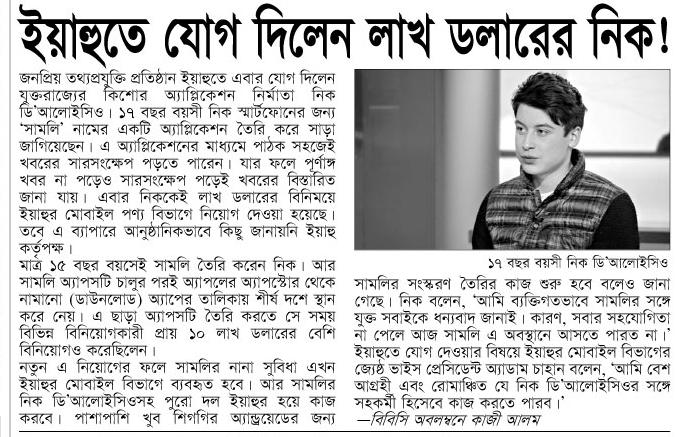 ইয়াহুতে যোগ দিলেন লাখ ডলারের নিক!
জনপ্রিয় তথ্যপ্রযুক্তি প্রতিষ্ঠান ইয়াহুতে এবার যোগ দিলেন
যুক্তরাজ্যের কিশোর অ্যাপ্লিকেশন নির্মাতা নিক
ডি’আলোইসিও। ১৭ বছর বয়সী নিক স্মার্টফোনের জন্য
‘সামলি’ নামের একটি অ্যাপ্লিকেশন তৈরি করে সাড়া
জাগিয়েছেন। এ অ্যাপ্লিকেশনের মাধ্যমে পাঠক সহজেই
খবরের সারসংক্ষেপ পড়তে পারেন। যার ফলে পূর্ণাঙ্গ
খবর না পড়েও সারসংক্ষেপ পড়েই খবরের বিস্তারিত
জানা যায়। এবার নিককেই লাখ ডলারের বিনিময়ে
ইয়াহুর মোবাইল পণ্য বিভাগে নিয়োগ দেওয়া হয়েছে।
তবে এ ব্যাপারে আনুষ্ঠানিকভাবে কিছু জানায়নি ইয়াহু
কর্তৃপক্ষ।
মাত্র ১৫ বছর বয়সেই সামলি তৈরি করেন নিক। আর
সামলি অ্যাপসটি চালুর পরই অ্যাপলের অ্যাপস্টোর থেকে
নামানো (ডাউনলোড) অ্যাপের তালিকায় শীর্ষ দশে স্থান
করে নেয়। এ ছাড়া অ্যাপসটি তৈরি করতে সে সময়
বিভিন্ন বিনিয়োগকারী প্রায় ১০ লাখ ডলারের বেশি
বিনিয়োগও করেছিলেন।
নতুন এ নিয়োগের ফলে সামলির নানা সুবিধা এখন
ইয়াহুর মোবাইল বিভাগে ব্যবহৃত হবে। আর সামলির
নিক ডি’আলোইসিওসহ পুরো দল ইয়াহুর হয়ে কাজ
করবে। পাশাপাশি খুব শিগগির অ্যান্ড্রয়েডের জন্য
১৭ বছর বয়সী নিক ডি’আলোইসিও
সামলির সংস্করণ তৈরির কাজ শুরু হবে বলেও জানা
গেছে। নিক বলেন, ‘আমি ব্যক্তিগতভাবে সামলির সঙ্গে
যুক্ত সবাইকে ধন্যবাদ জানাই। কারণ, সবার সহযোগিতা
না পেলে আজ সামলি এ অবস্থানে আসতে পারত না।’
ইয়াহুতে যোগ দেওয়ার বিষয়ে ইয়াহুর মোবাইল বিভাগের
জ্যেষ্ঠ ভাইস প্রেসিডেন্ট অ্যাডাম চাহান বলেন, ‘আমি বেশ
আগ্রহী এবং রোমাঞ্চিত যে নিক ডি’আলোইসিওর সঙ্গে
সহকর্মী হিসেবে কাজ করতে পারব।’
—বিবিসি অবলম্বনে কাজী আলম